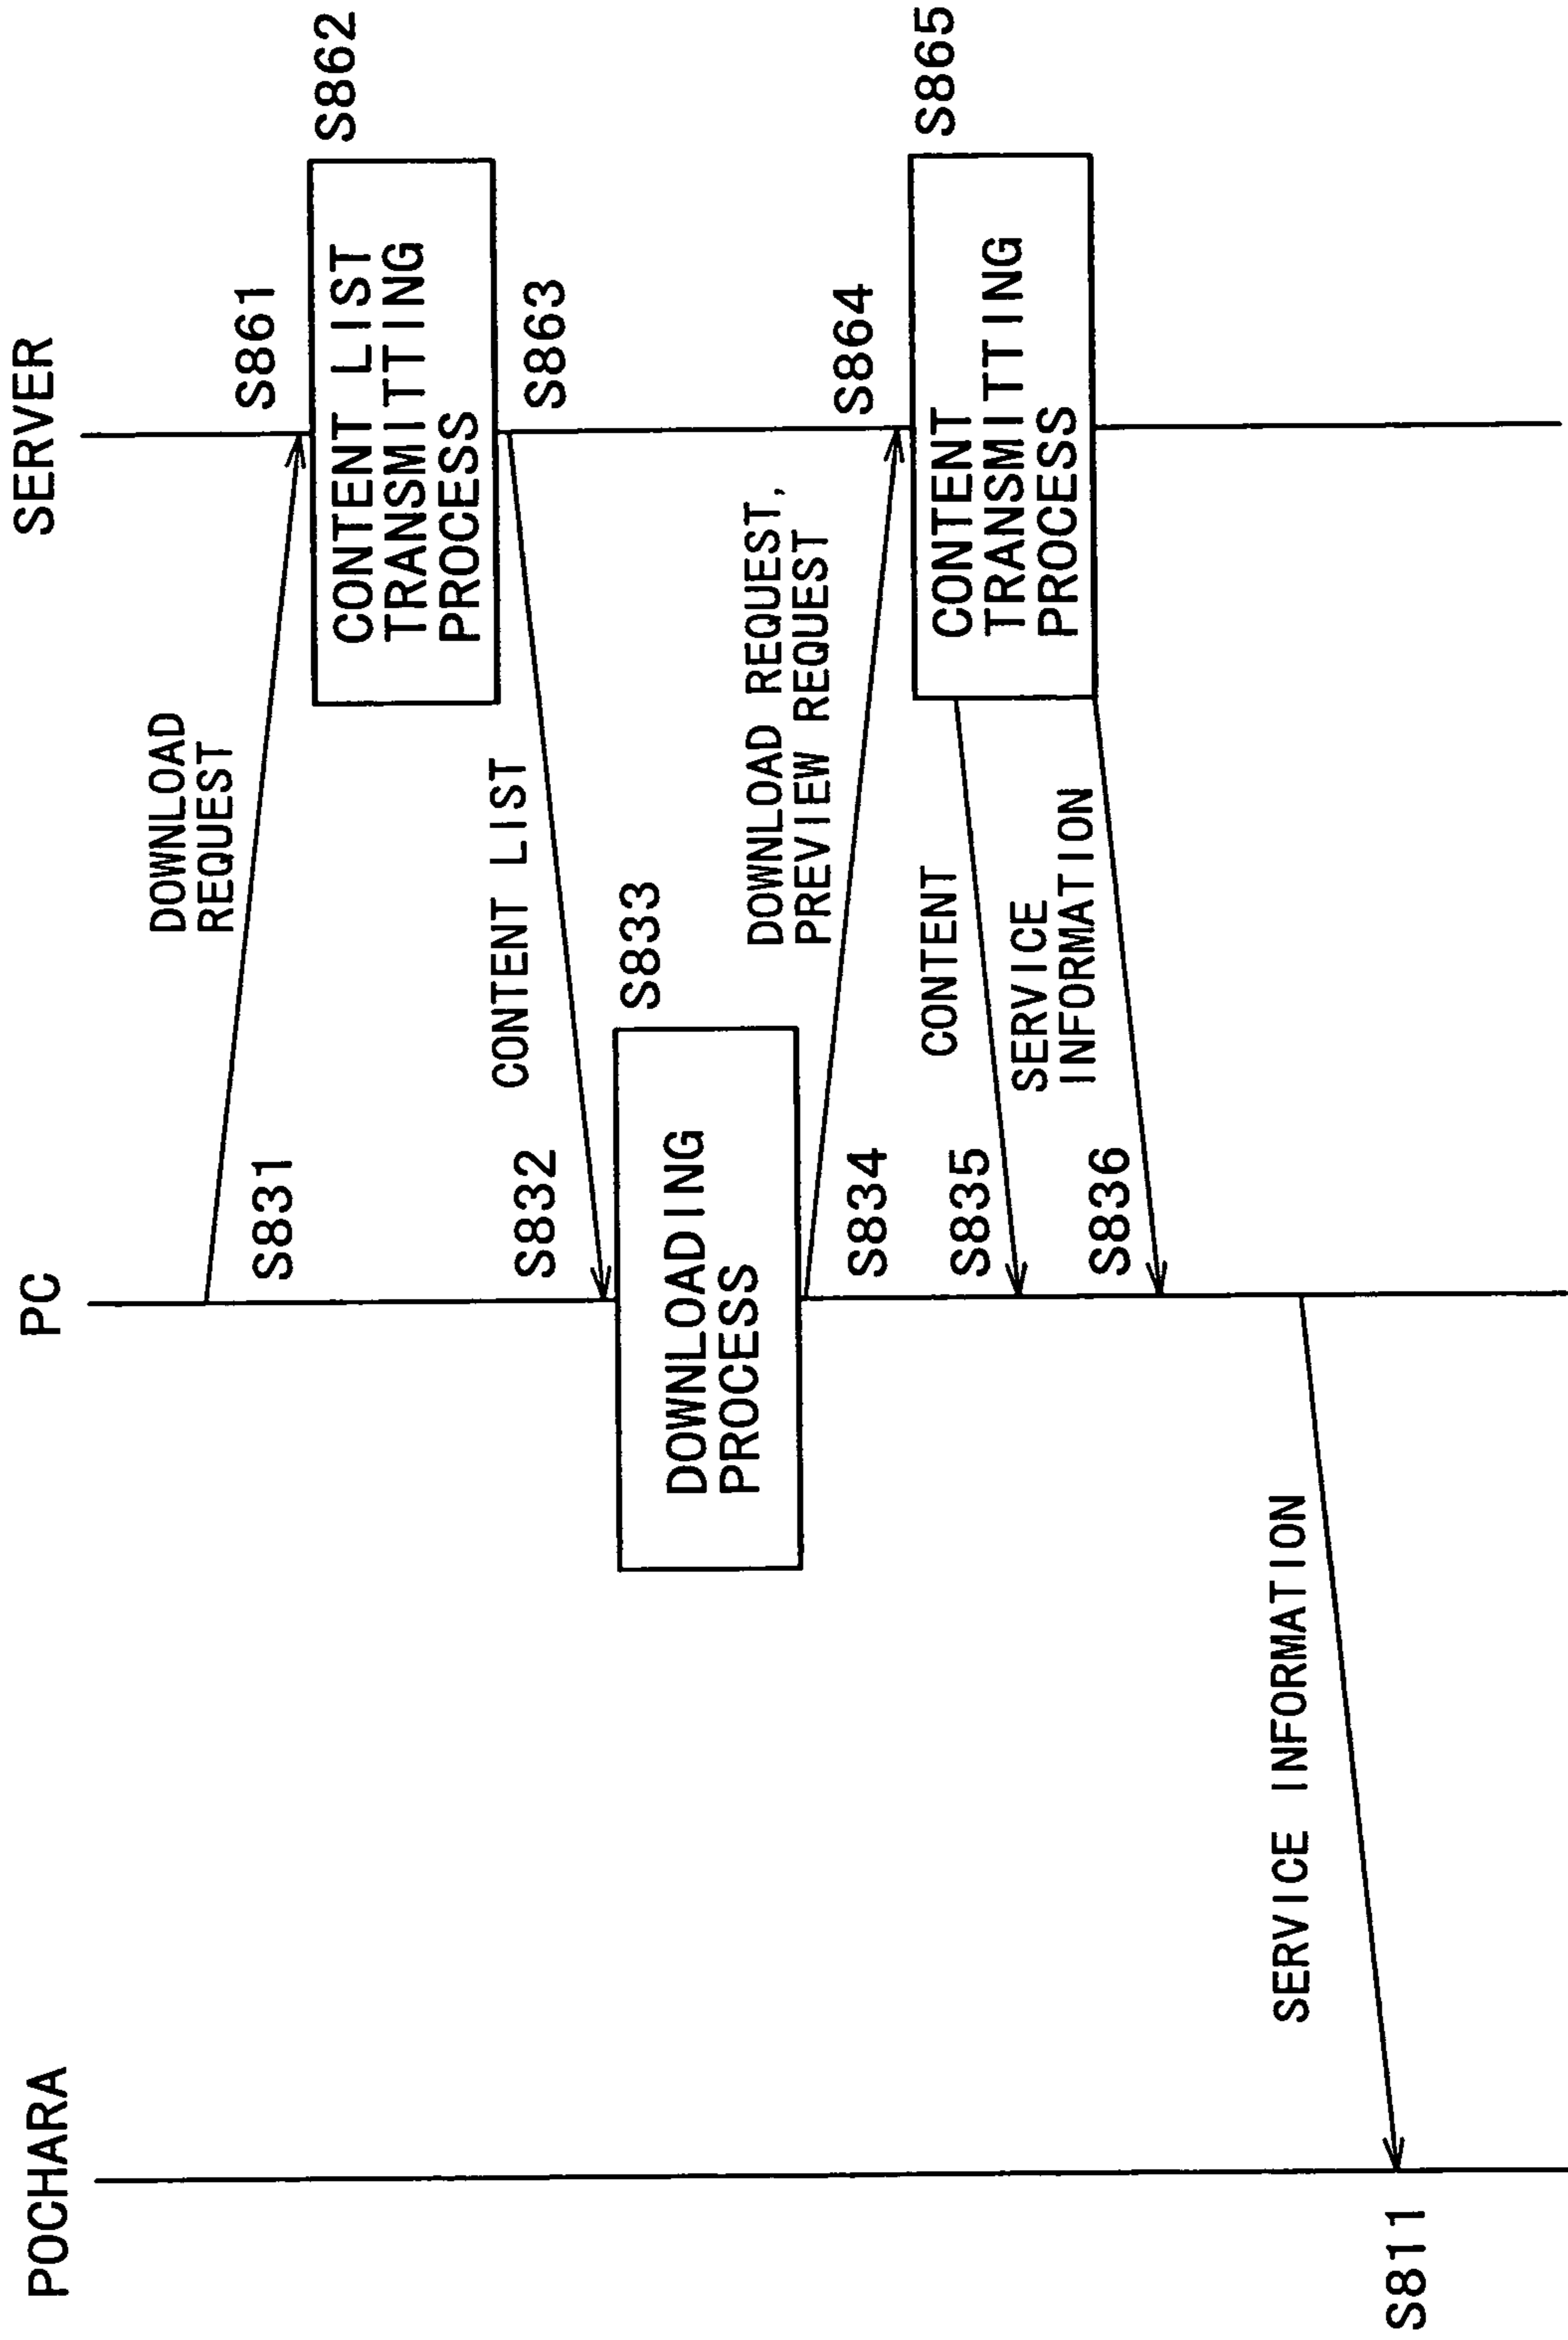 POCHARA
PC
SERVER
DOWNLOAD
REQUEST
S831
S861
CONTENT LIST
TRANSMITTING
PROCESS
S862
CONTENT LIST
S832
S863
DOWNLOADING
PROCESS
S833
DOWNLOAD REQUEST,
PREVIEW REQUEST
S834
S864
CONTENT
TRANSMITTING
PROCESS
S865
CONTENT
S835
SERVICE
INFORMATION
S836
SERVICE INFORMATION
S811